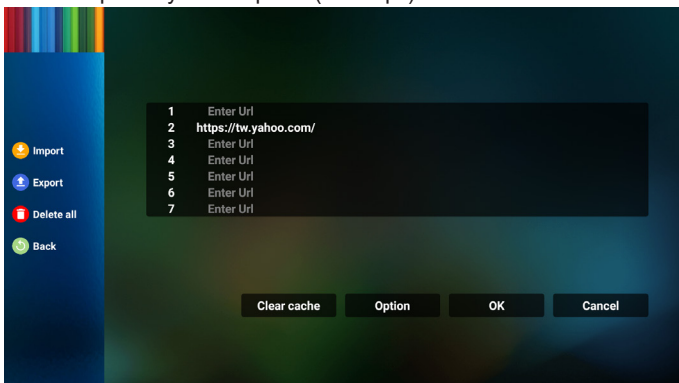 Import
Export
Delete all
Back
1 Enter Url
2 https://tw.yahoo.com/
3 Enter Url
4 Enter Url
5 Enter Url
6 Enter Url
7 Enter Url
Clear cache Option OK Cancel